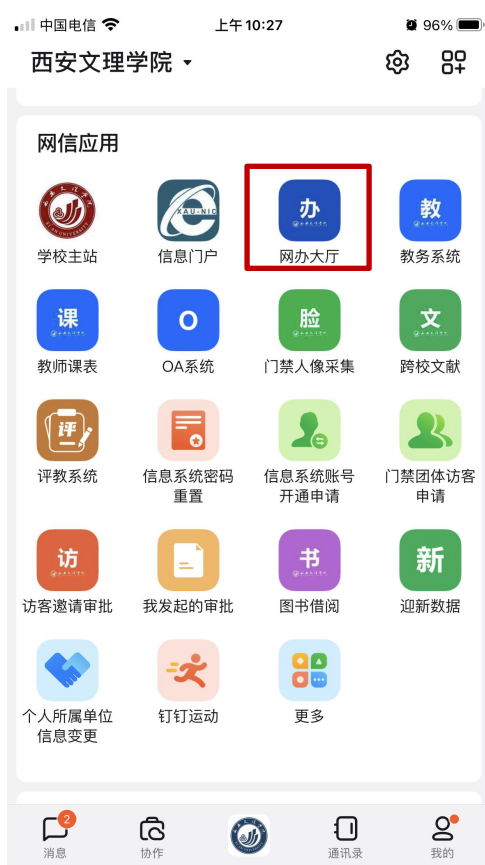 中国电信 上午10:27 96%
西安文理学院
网信应用
XAU-NIC 办 教
学校主站 信息门户 网办大厅 教务系统
课 O 脸 文
教师课表 OA系统 门禁人像采集 跨校文献
评
评教系统 信息系统密码 信息系统账号 门禁团体访客
重置 开通申请 申请
访 书 新
访客邀请审批 我发起的审批 图书借阅 迎新数据
个人所属单位 钉钉运动 更多
信息变更
2
消息 协作 通讯录 我的